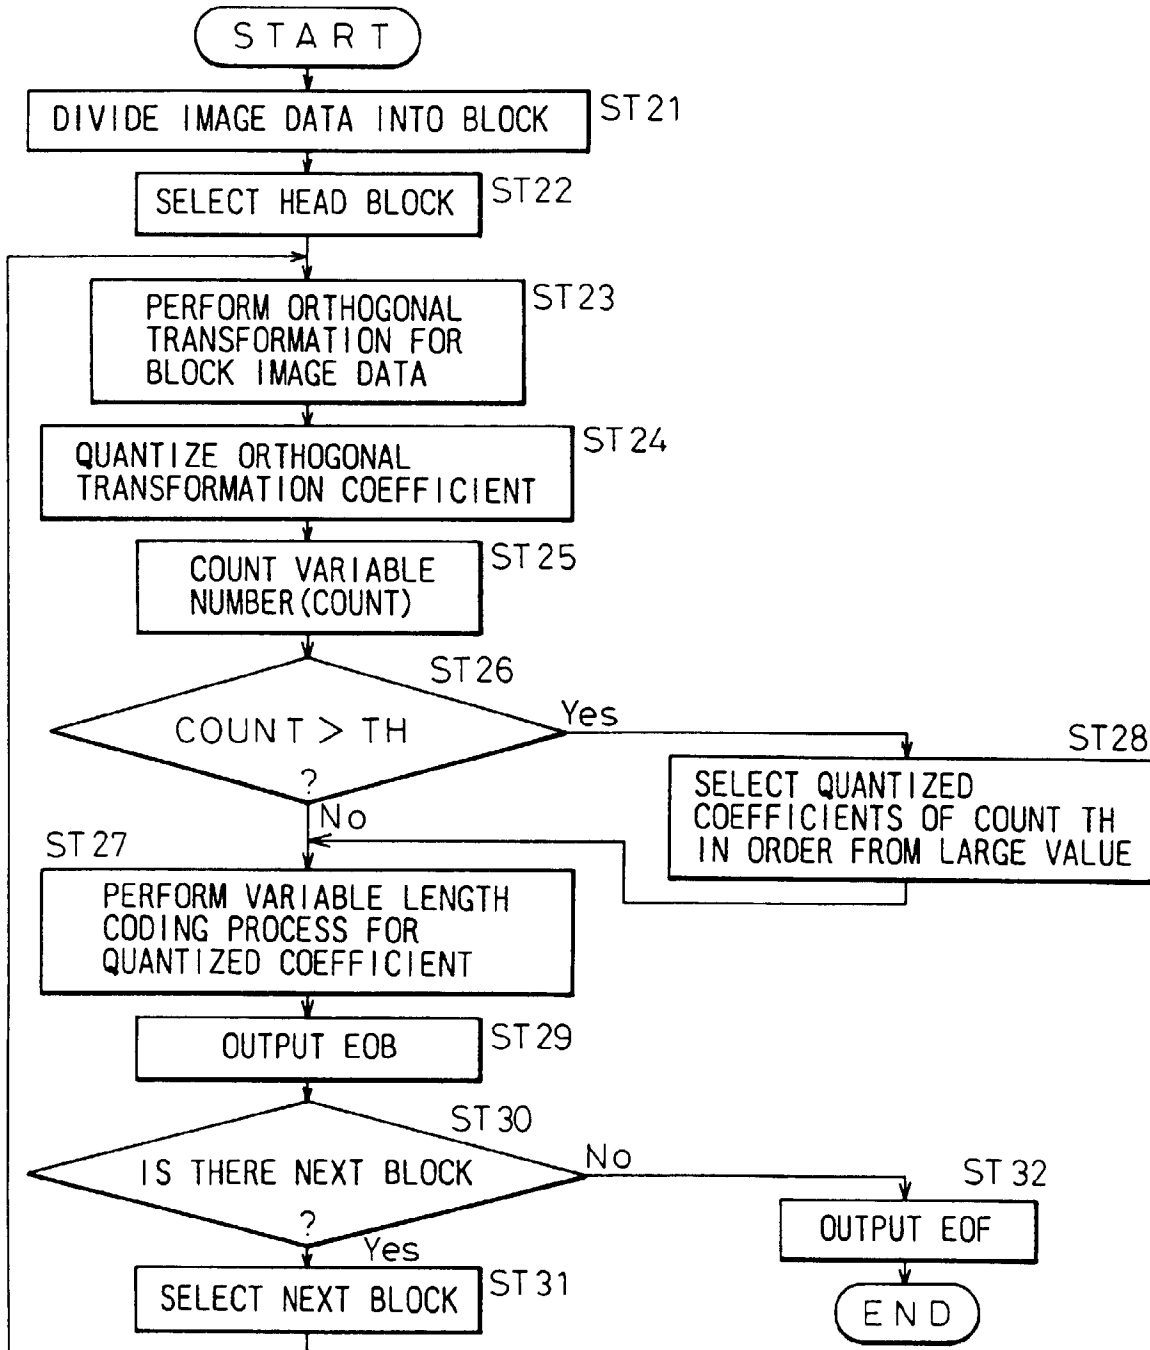 START
DIVIDE IMAGE DATA INTO BLOCK
ST21
SELECT HEAD BLOCK
ST22
PERFORM ORTHOGONAL
TRANSFORMATION FOR
BLOCK IMAGE DATA
ST23
QUANTIZE ORTHOGONAL
TRANSFORMATION COEFFICIENT
ST24
COUNT VARIABLE
NUMBER(COUNT)
ST25
ST26
COUNT > TH
?
Yes
No
ST28
SELECT QUANTIZED
COEFFICIENTS OF COUNT TH
IN ORDER FROM LARGE VALUE
ST27
PERFORM VARIABLE LENGTH
CODING PROCESS FOR
QUANTIZED COEFFICIENT
OUTPUT EOB
ST29
ST30
IS THERE NEXT BLOCK
?
No
Yes
ST32
OUTPUT EOF
END
SELECT NEXT BLOCK
ST31